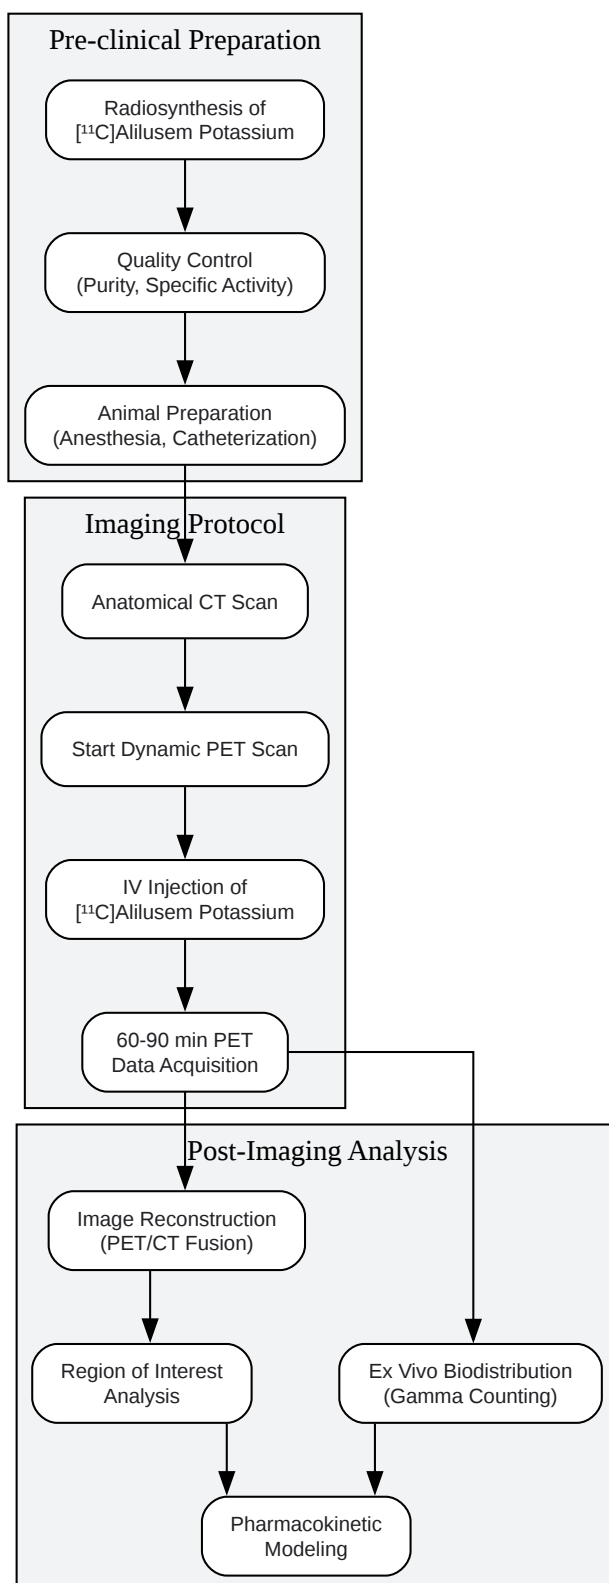 Pre-clinical Preparation
Radiosynthesis of
[¹¹C]Alilusem Potassium
Quality Control
(Purity, Specific Activity)
Animal Preparation
(Anesthesia, Catheterization)
Imaging Protocol
Anatomical CT Scan
Start Dynamic PET Scan
IV Injection of
[¹¹C]Alilusem Potassium
60-90 min PET
Data Acquisition
Post-Imaging Analysis
Image Reconstruction
(PET/CT Fusion)
Region of Interest
Analysis
Ex Vivo Biodistribution
(Gamma Counting)
Pharmacokinetic
Modeling